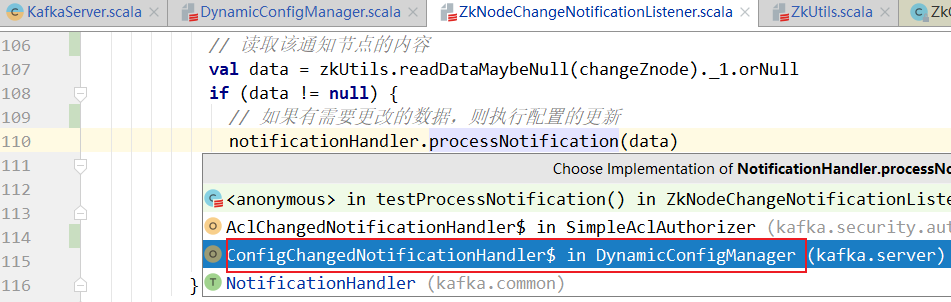 KafkaServer.scala × DynamicConfigManager.scala × ZkNodeChangeNotificationListener.scala × ZkUtils.scala ×
106 // 读取该通知节点的内容
107 val data = zkUtils.readDataMaybeNull(changeZnode)._1.orNull
108 if (data != null) {
109 // 如果有需要更改的数据，则执行配置的更新
110 notificationHandler.processNotification(data)
111 Choose Implementation of NotificationHandler.processNo
112 <anonymous> in testProcessNotification() in ZkNodeChangeNotificationListe
113
114 AclChangedNotificationHandler$ in SimpleAclAuthorizer (kafka.security.aut
115 ConfigChangedNotificationHandler$ in DynamicConfigManager (kafka.server)
116 } NotificationHandler (kafka.common)